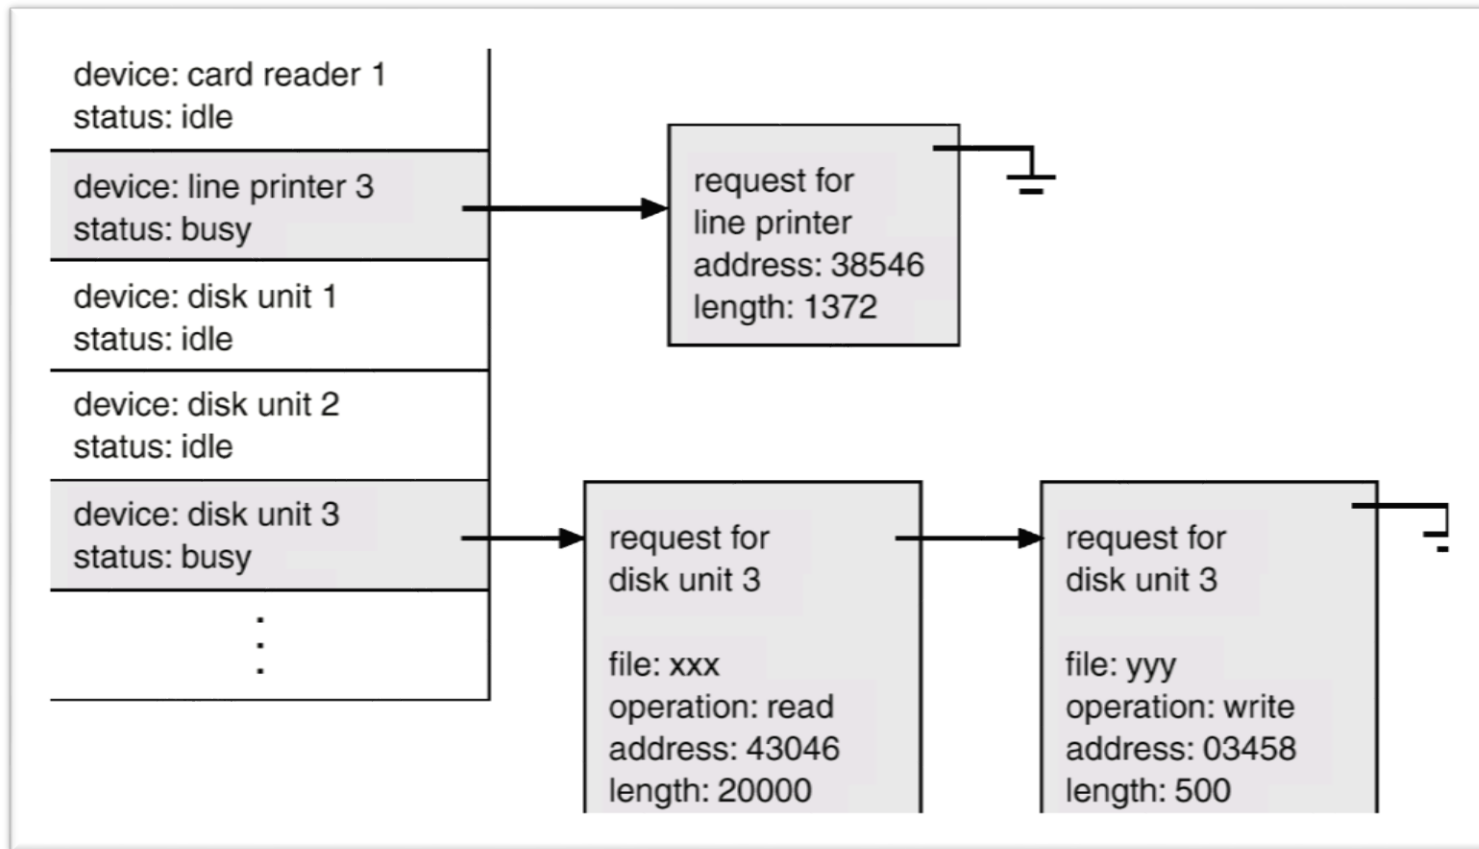 device: card reader 1
status: idle
device: line printer 3
status: busy
device: disk unit 1
status: idle
device: disk unit 2
status: idle
device: disk unit 3
status: busy
request for
line printer
address: 38546
length: 1372
request for
disk unit 3
file: xxx
operation: read
address: 43046
length: 20000
request for
disk unit 3
file: yyy
operation: write
address: 03458
length: 500